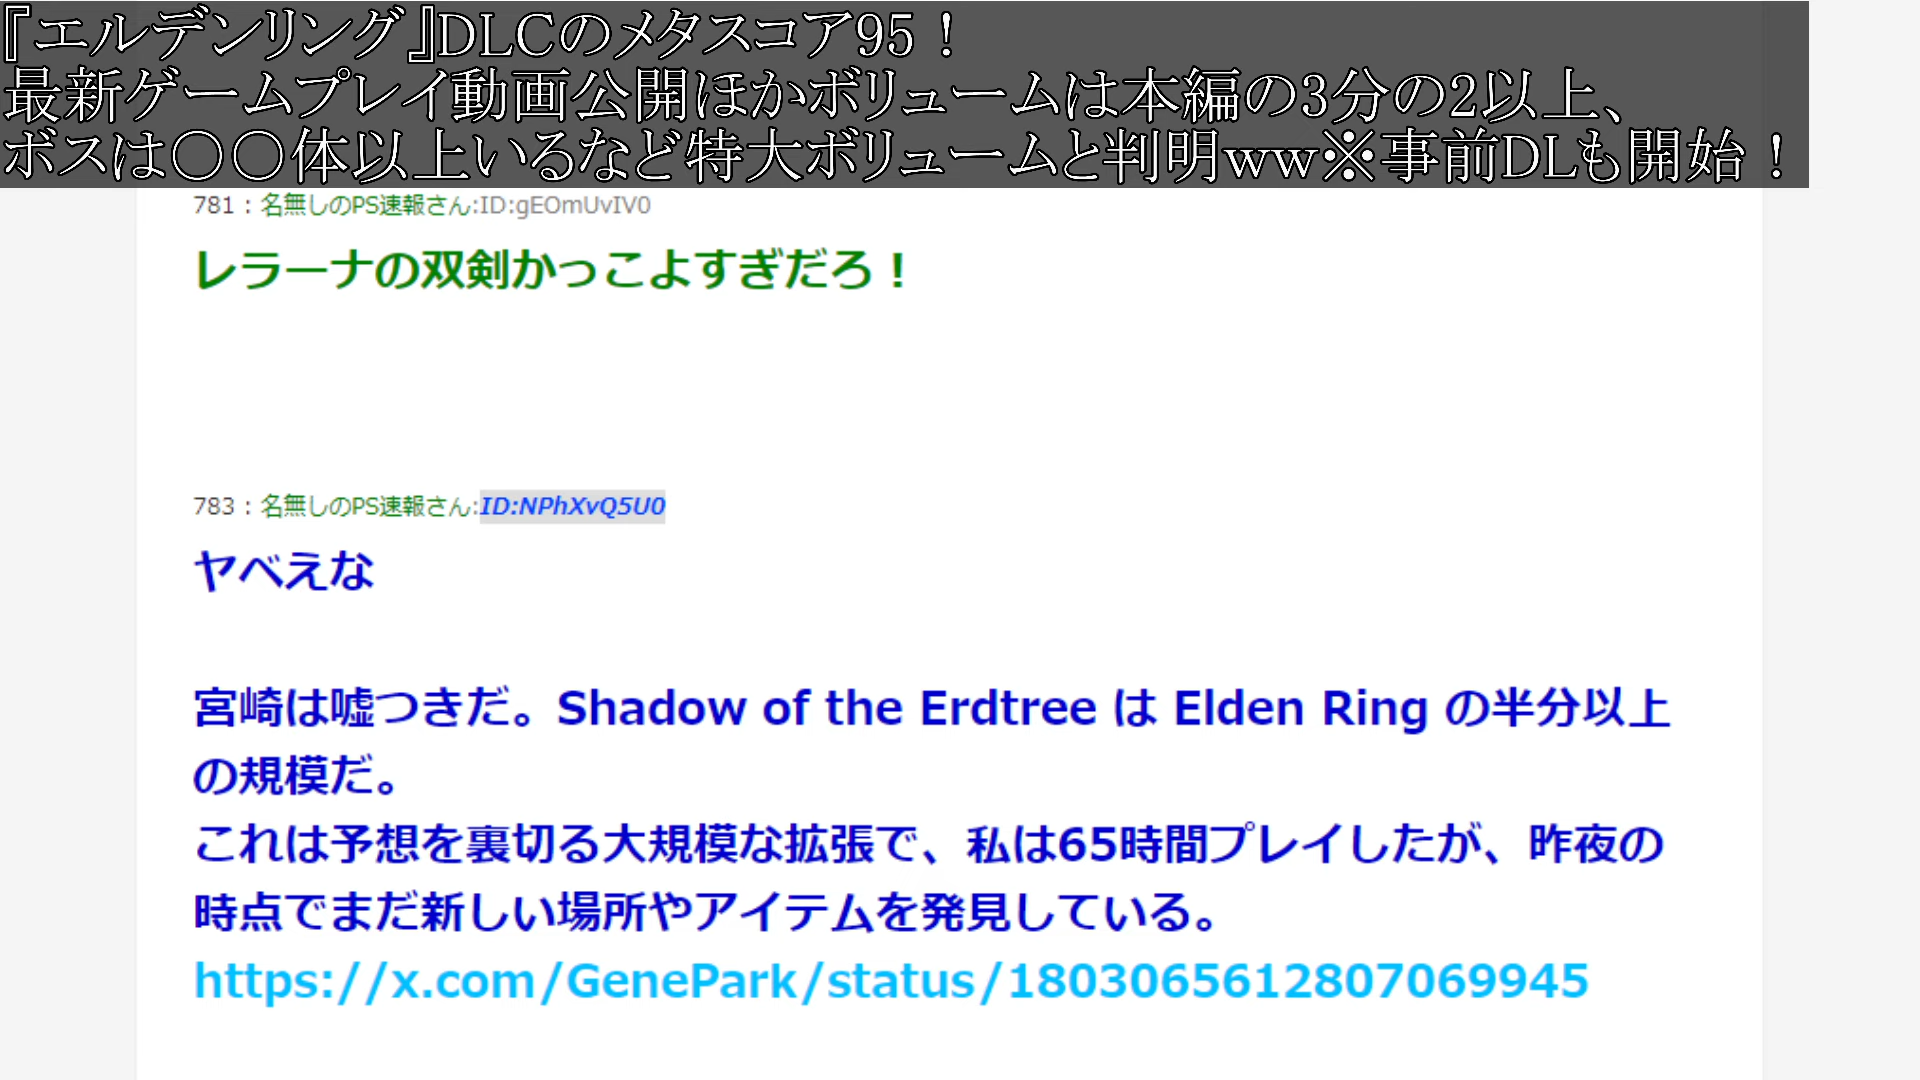 『エルデンリング』DLCのメタスコア95！
最新ゲームプレイ動画公開ほかボリュームは本編の3分の2以上、
ボスは〇〇体以上いるなど特大ボリュームと判明ww※事前DLも開始！
781：名無しのPS速報さん:ID:gEOmUvIV0
レラーナの双剣かっこよすぎだろ！
783：名無しのPS速報さん:ID:NPhXvQ5U0
ヤベえな
宮崎は嘘つきだ。Shadow of the Erdtree は Elden Ring の半分以上
の規模だ。
これは予想を裏切る大規模な拡張で、私は65時間プレイしたが、昨夜の
時点でまだ新しい場所やアイテムを発見している。
https://x.com/GenePark/status/1803065612807069945